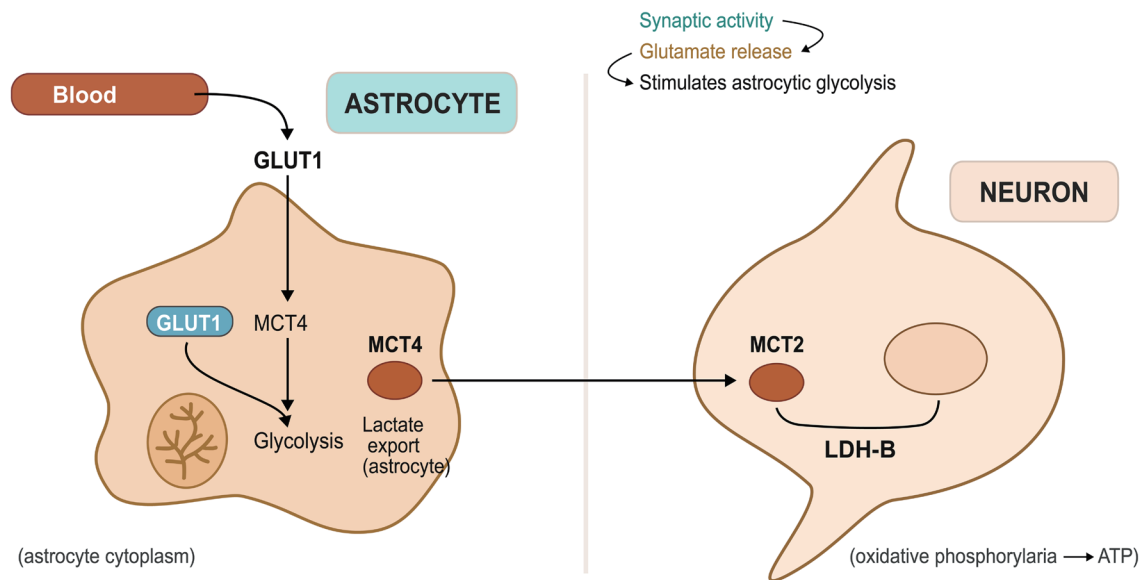 Synaptic activity
Glutamate release
Stimulates astrocytic glycolysis
Blood
ASTROCYTE
GLUT1
NEURON
GLUT1
MCT4
MCT4
MCT2
Glycolysis
Lactate
export
(astrocyte)
LDH-B
(astrocyte cytoplasm)
(oxidative phosphorylaria → ATP)